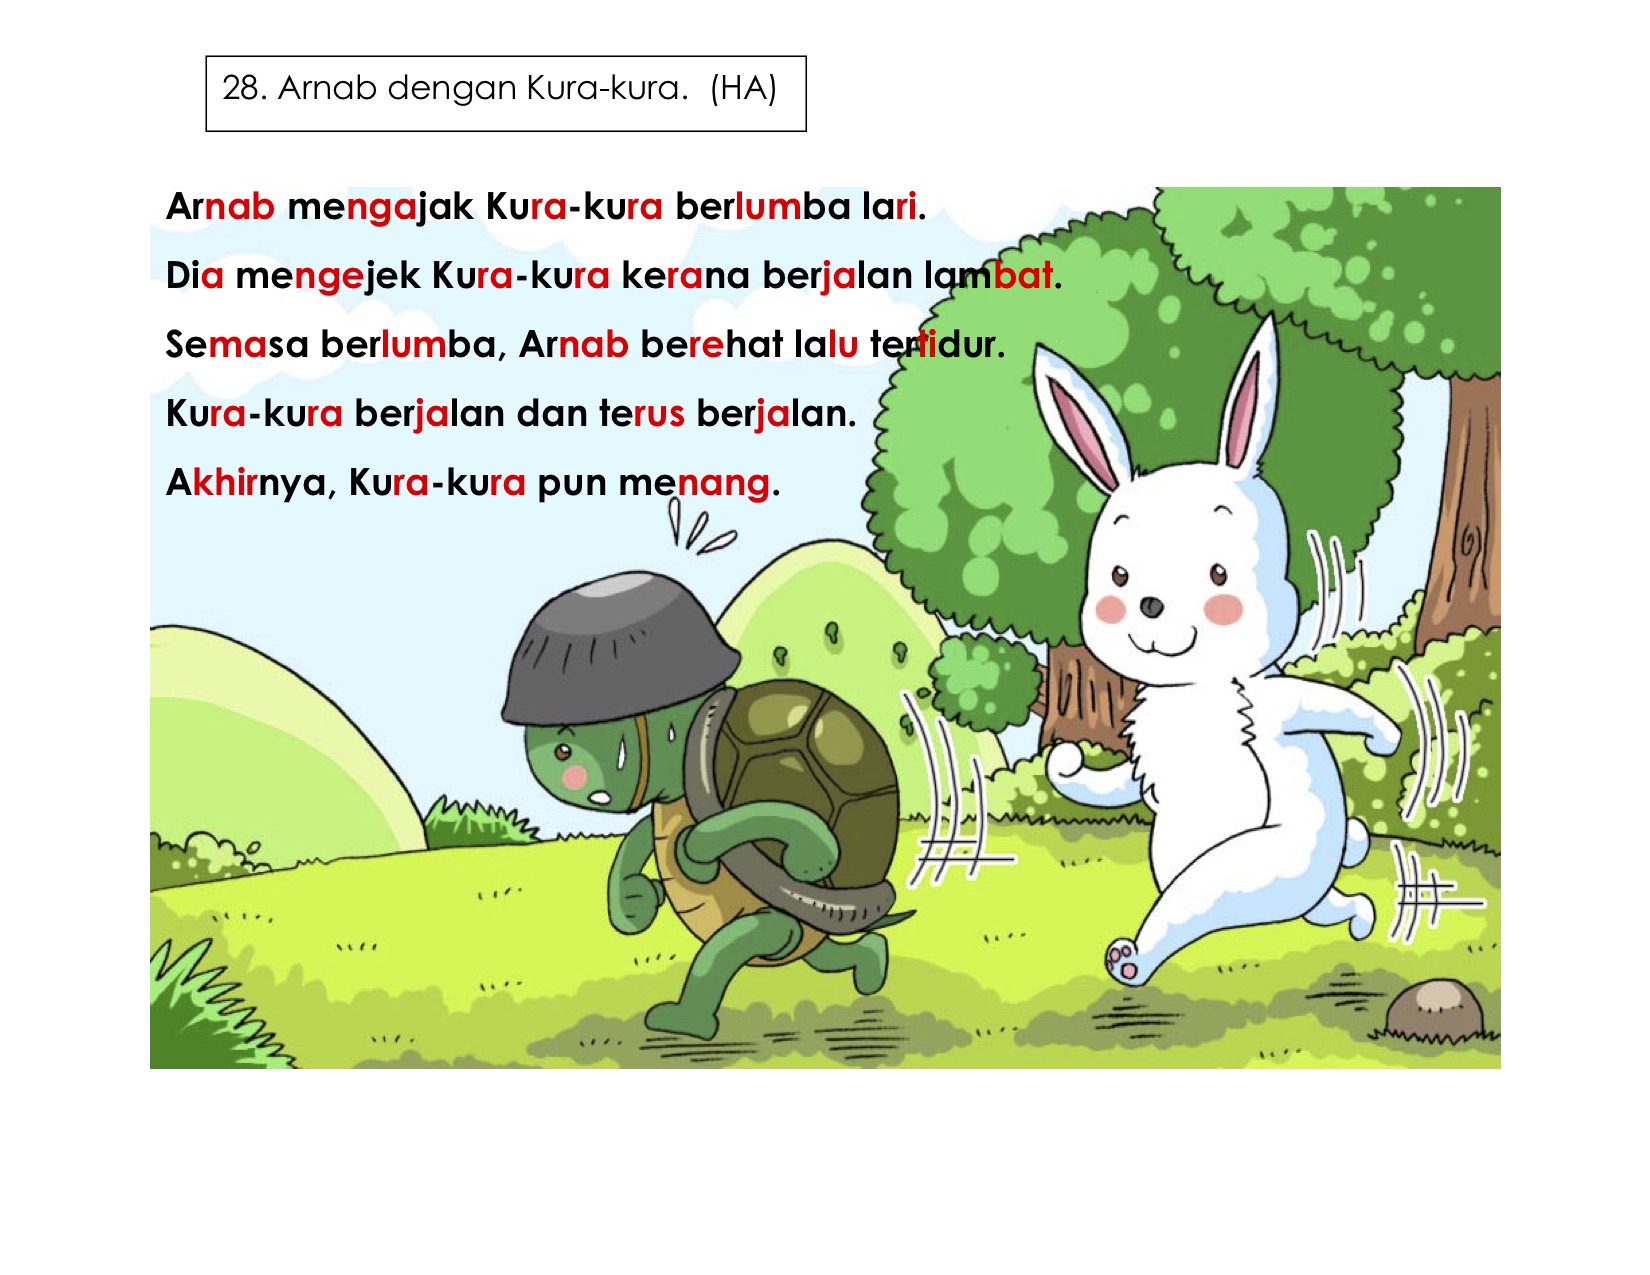 28. Arnab dengan Kura-kura. (HA)
Arnab mengajak Kura-kura berlumba lari.
Dia mengejek Kura-kura kerana berjalan lambat.
Semasa berlumba, Arnab berehat lalu tertidur.
Kura-kura berjalan dan terus berjalan.
Akhirnya, Kura-kura pun menang.